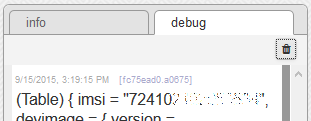 info debug
9/15/2015, 3:19:15 PM [fc75ead0.a0675]
(Table) { imsi = "72410
devimage = { version =